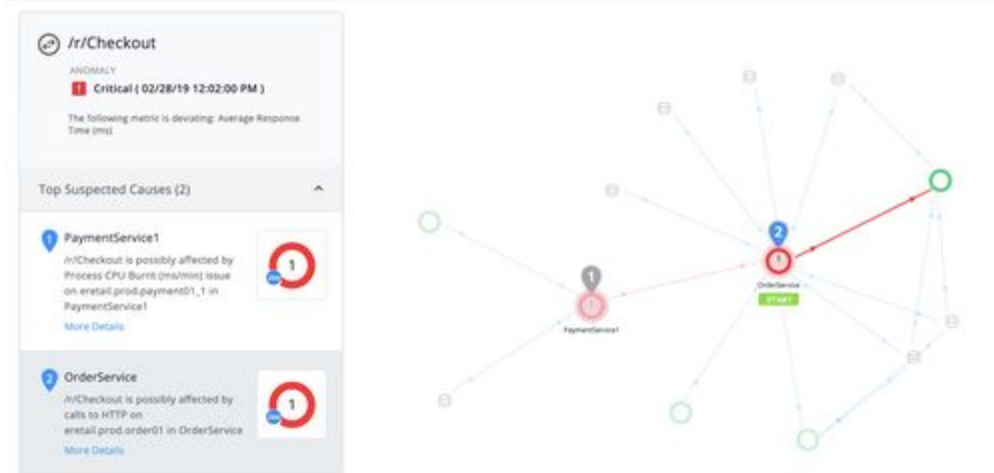 /r/Checkout
ANOMALY
Critical ( 02/28/19 12:02:00 PM )
The following metric is deviating: Average Response
Time (ms)
Top Suspected Causes (2)
1
PaymentService1
/r/Checkout is possibly affected by
Process CPU Burnt (ms/min) issue
on eretail.prod.payment01_1 in
PaymentService1
More Details
1
2
OrderService
/r/Checkout is possibly affected by
calls to HTTP on
eretail.prod.order01 in OrderService
More Details
1
2
1
OrderService
START
1
1
PaymentService1